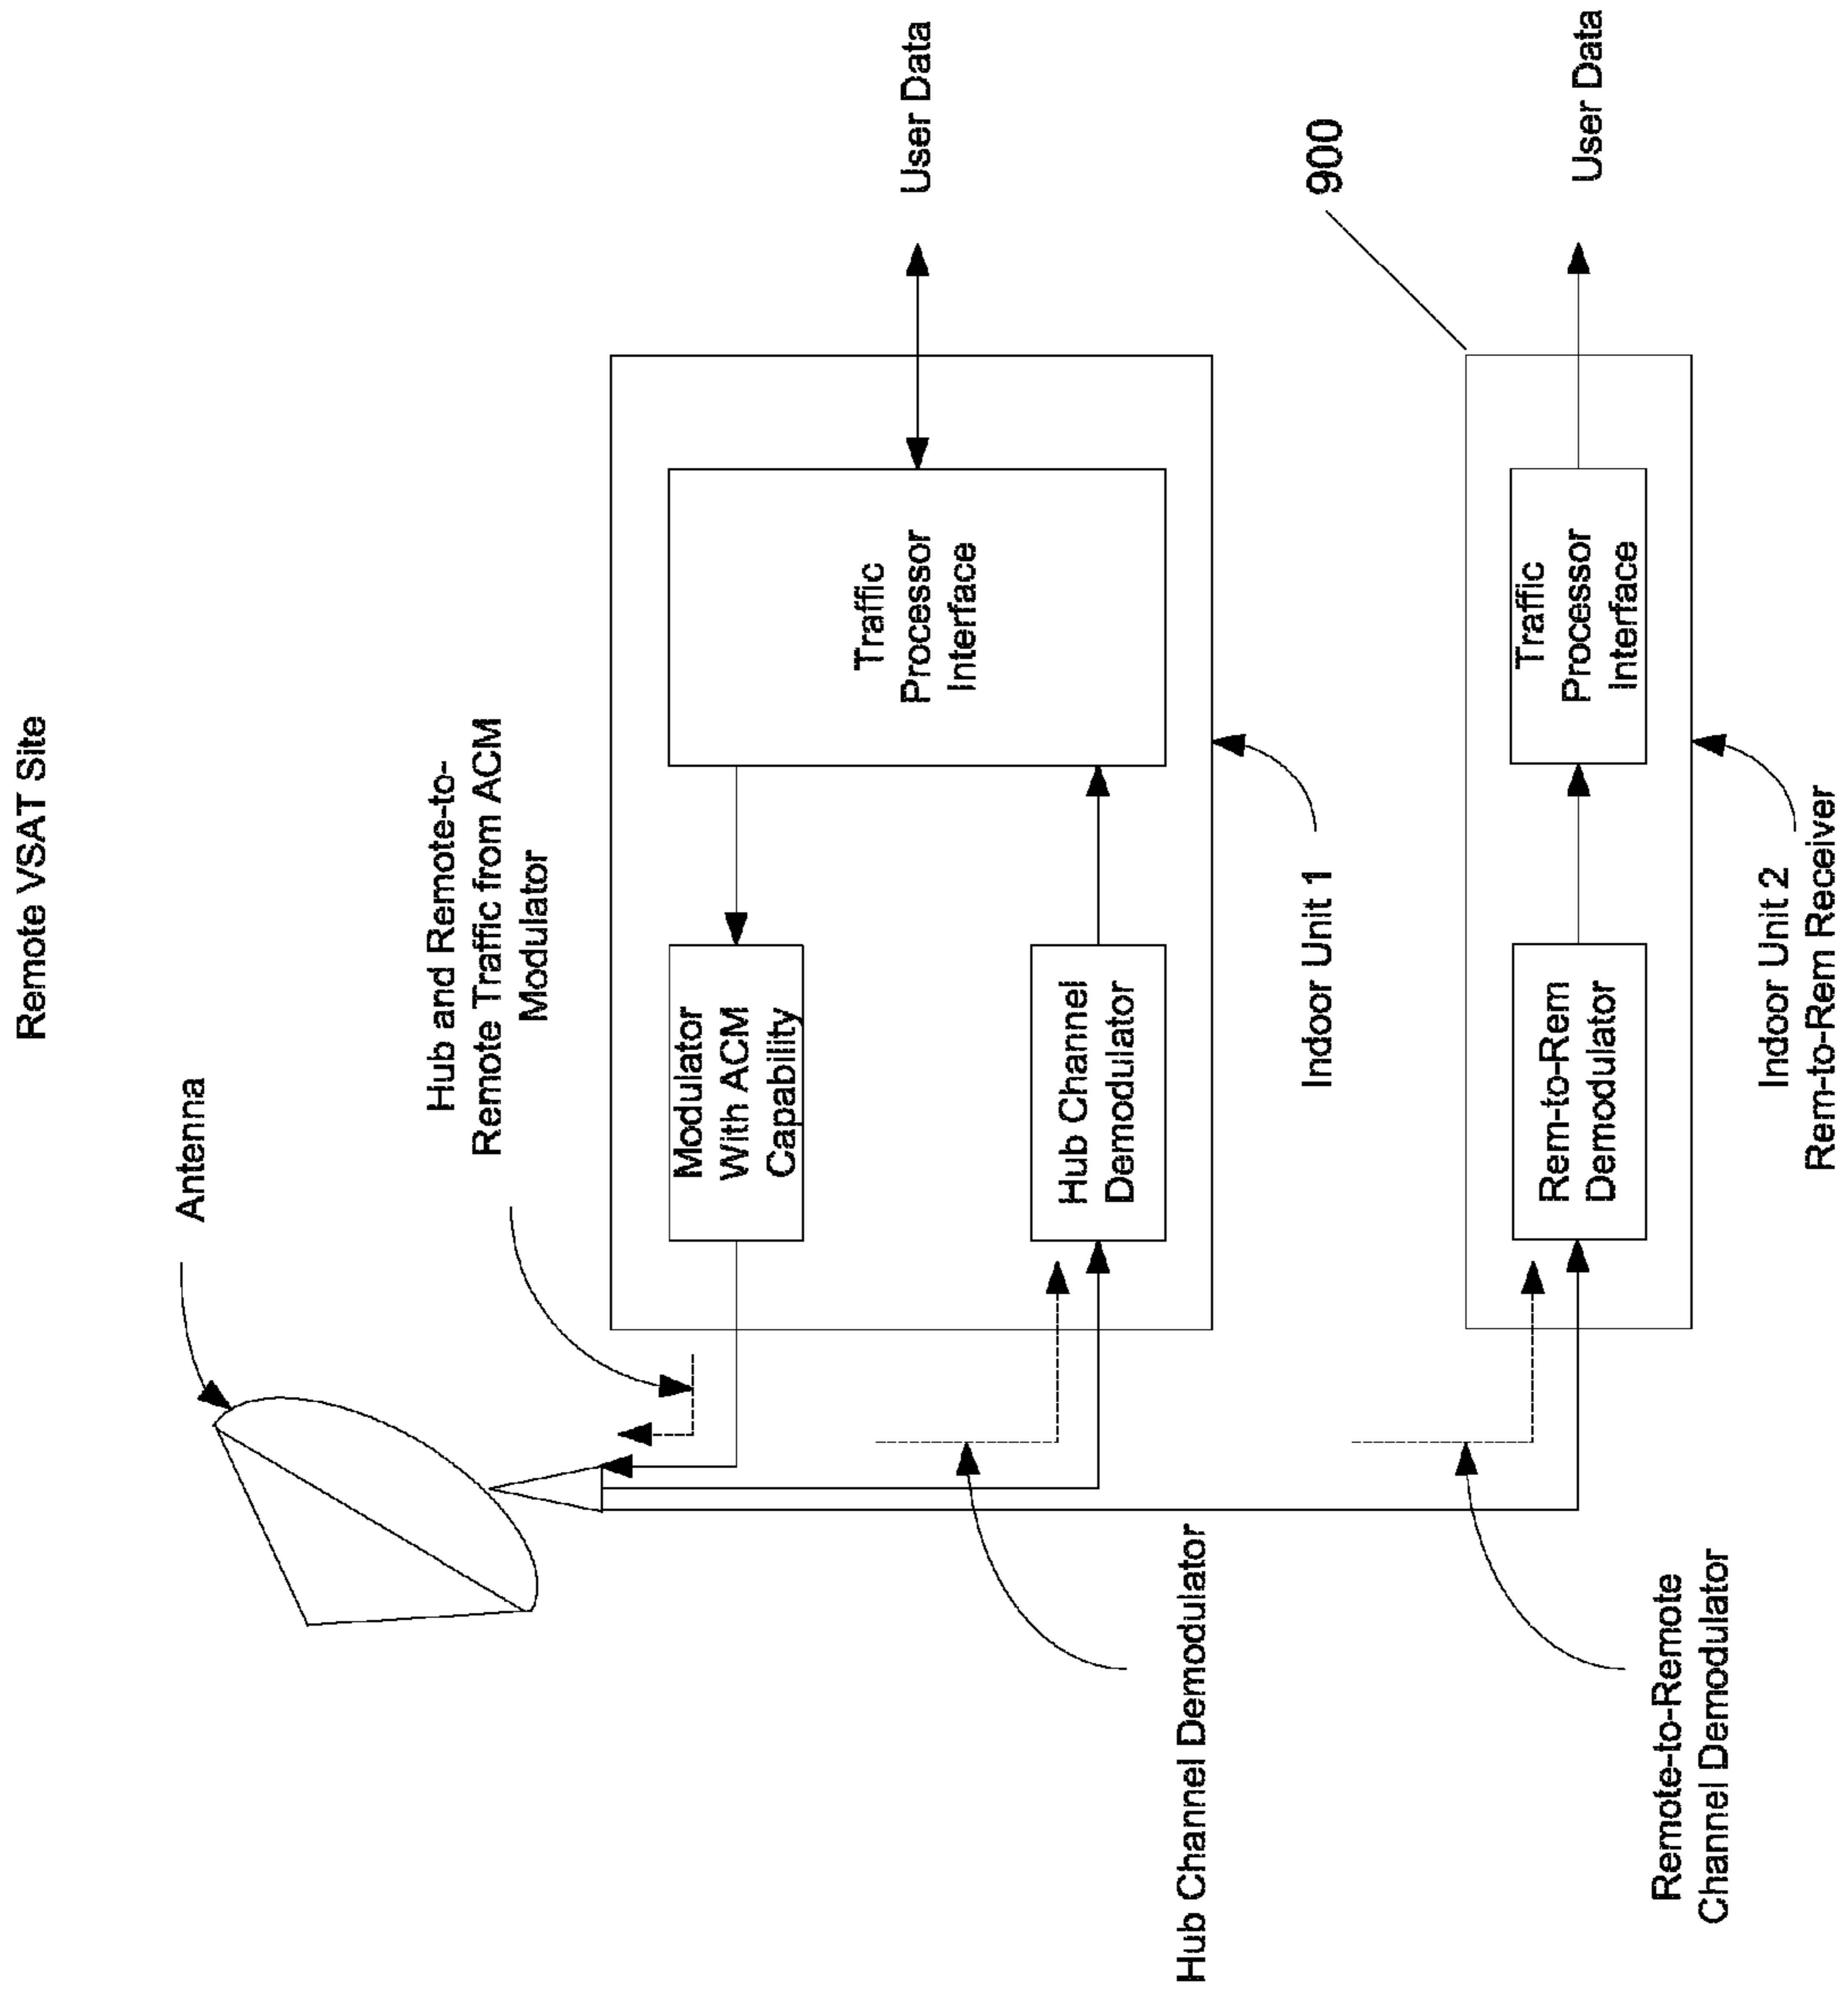 Remote VSAT Site
Antenna
Hub and Remote-to-
Remote Traffic from ACM
Modulator
Modulator
With ACM
Capability
Traffic
Processor
Interface
User Data
Hub Channel
Demodulator
Hub Channel Demodulator
Indoor Unit 1
900
Rem-to-Rem
Demodulator
Traffic
Processor
Interface
User Data
Remote-to-Remote
Channel Demodulator
Indoor Unit 2
Rem-to-Rem Receiver